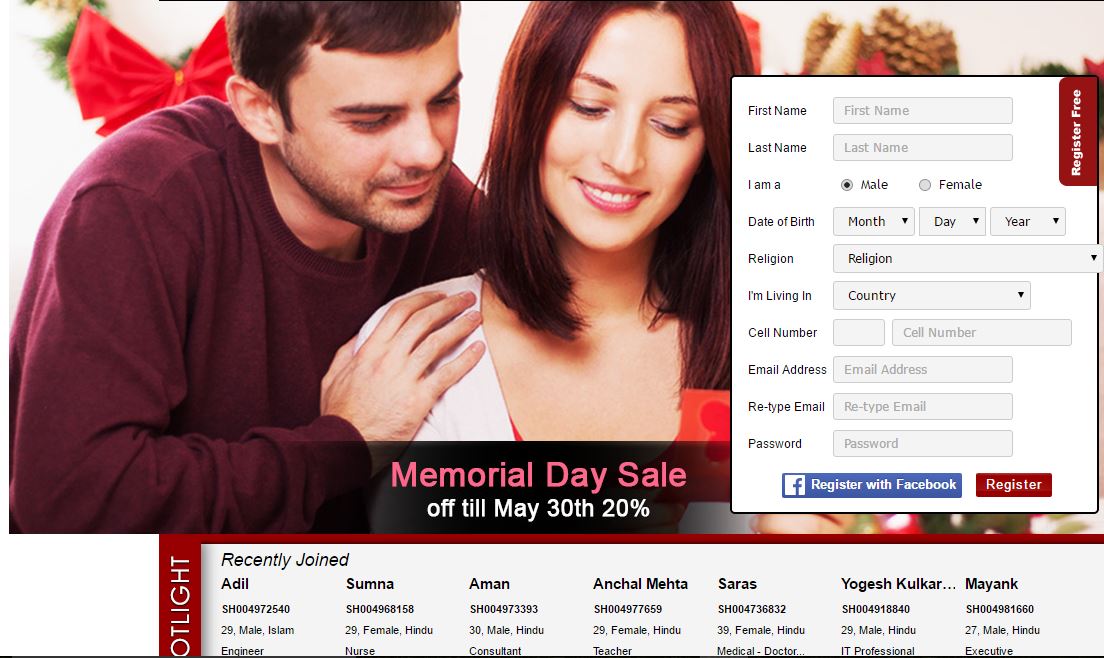 Register Free
First Name First Name
Last Name Last Name
I am a Male Female
Date of Birth Month Day Year
Religion Religion
I'm Living In Country
Cell Number Cell Number
Email Address Email Address
Re-type Email Re-type Email
Password Password
f Register with Facebook Register
Memorial Day Sale
off till May 30th 20%
OTLIGHT
Recently Joined
Adil Sumna Aman Anchal Mehta Saras Yogesh Kulkar... Mayank
SH004972540 SH004968158 SH004973393 SH004977659 SH004736832 SH004918840 SH004981660
29, Male, Islam 29, Female, Hindu 30, Male, Hindu 29, Female, Hindu 39, Female, Hindu 29, Male, Hindu 27, Male, Hindu
Engineer Nurse Consultant Teacher Medical - Doctor... IT Professional Executive